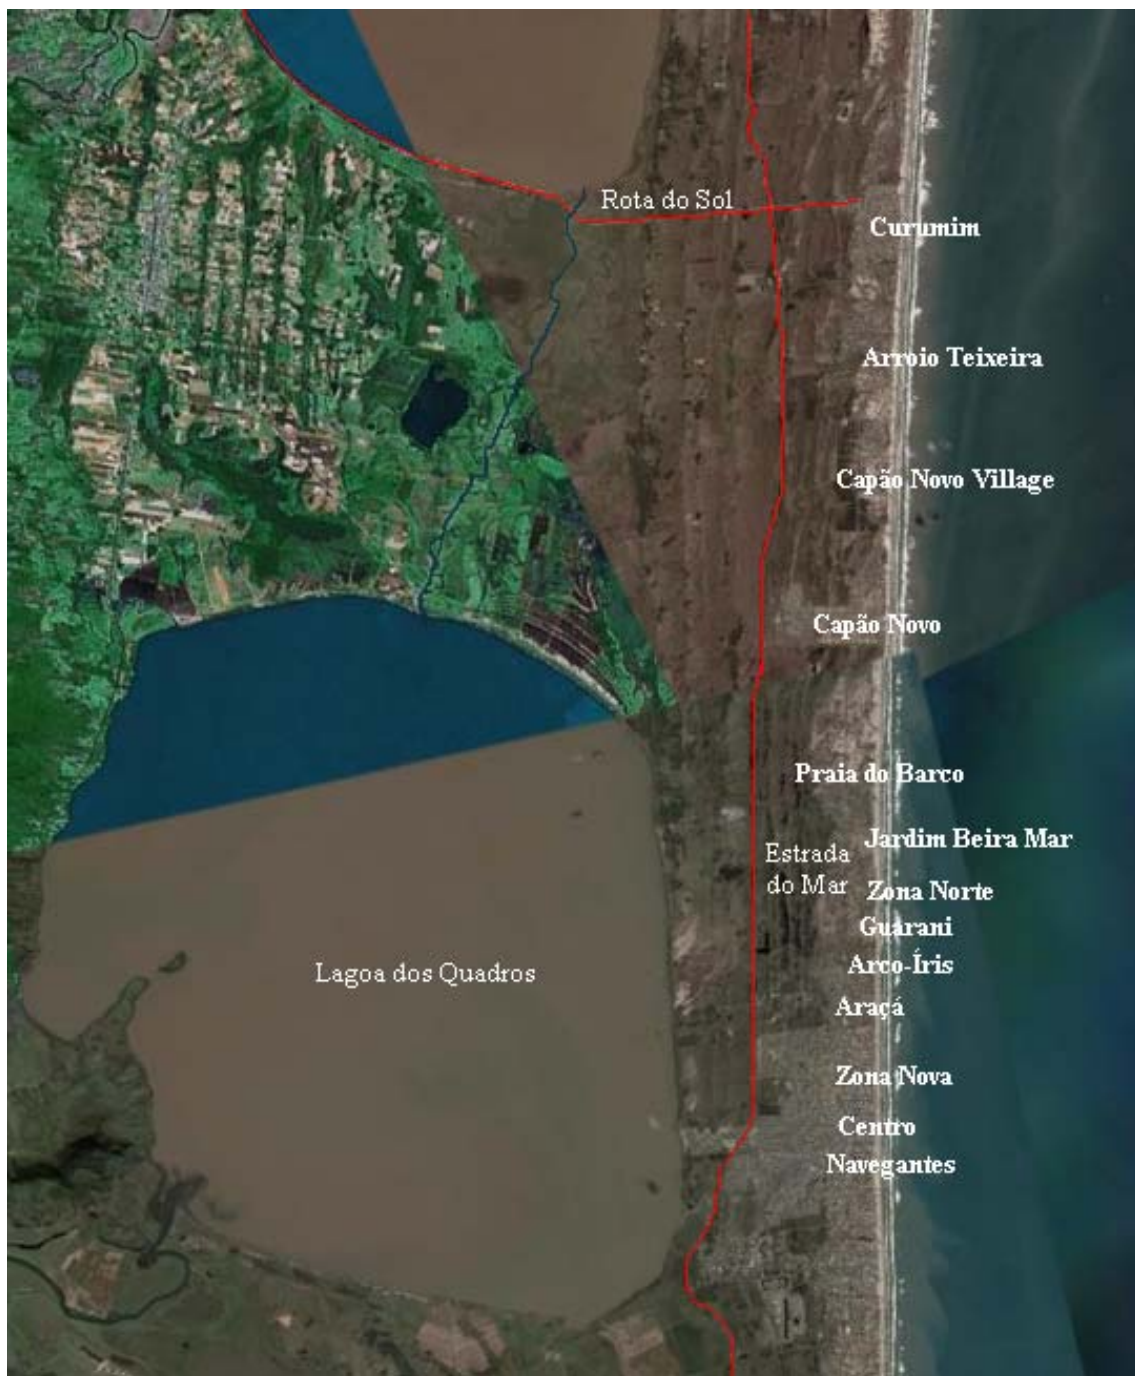 Rota do Sol
Curumim
Arroio Teixeira
Capão Novo Village
Capão Novo
Praia do Barco
Jardim Beira Mar
Estrada
do Mar
Zona Norte
Guarani
Arco-Íris
Lagoa dos Quadros
Araçá
Zona Nova
Centro
Navegantes